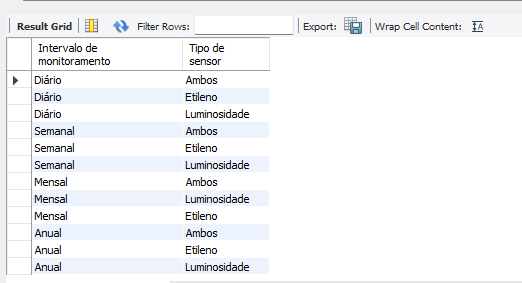 Result Grid Filter Rows: Export: Wrap Cell Content:
Intervalo de monitoramento Tipo de sensor
Diário Ambos
Diário Etileno
Diário Luminosidade
Semanal Ambos
Semanal Etileno
Semanal Luminosidade
Mensal Ambos
Mensal Luminosidade
Mensal Etileno
Anual Ambos
Anual Etileno
Anual Luminosidade